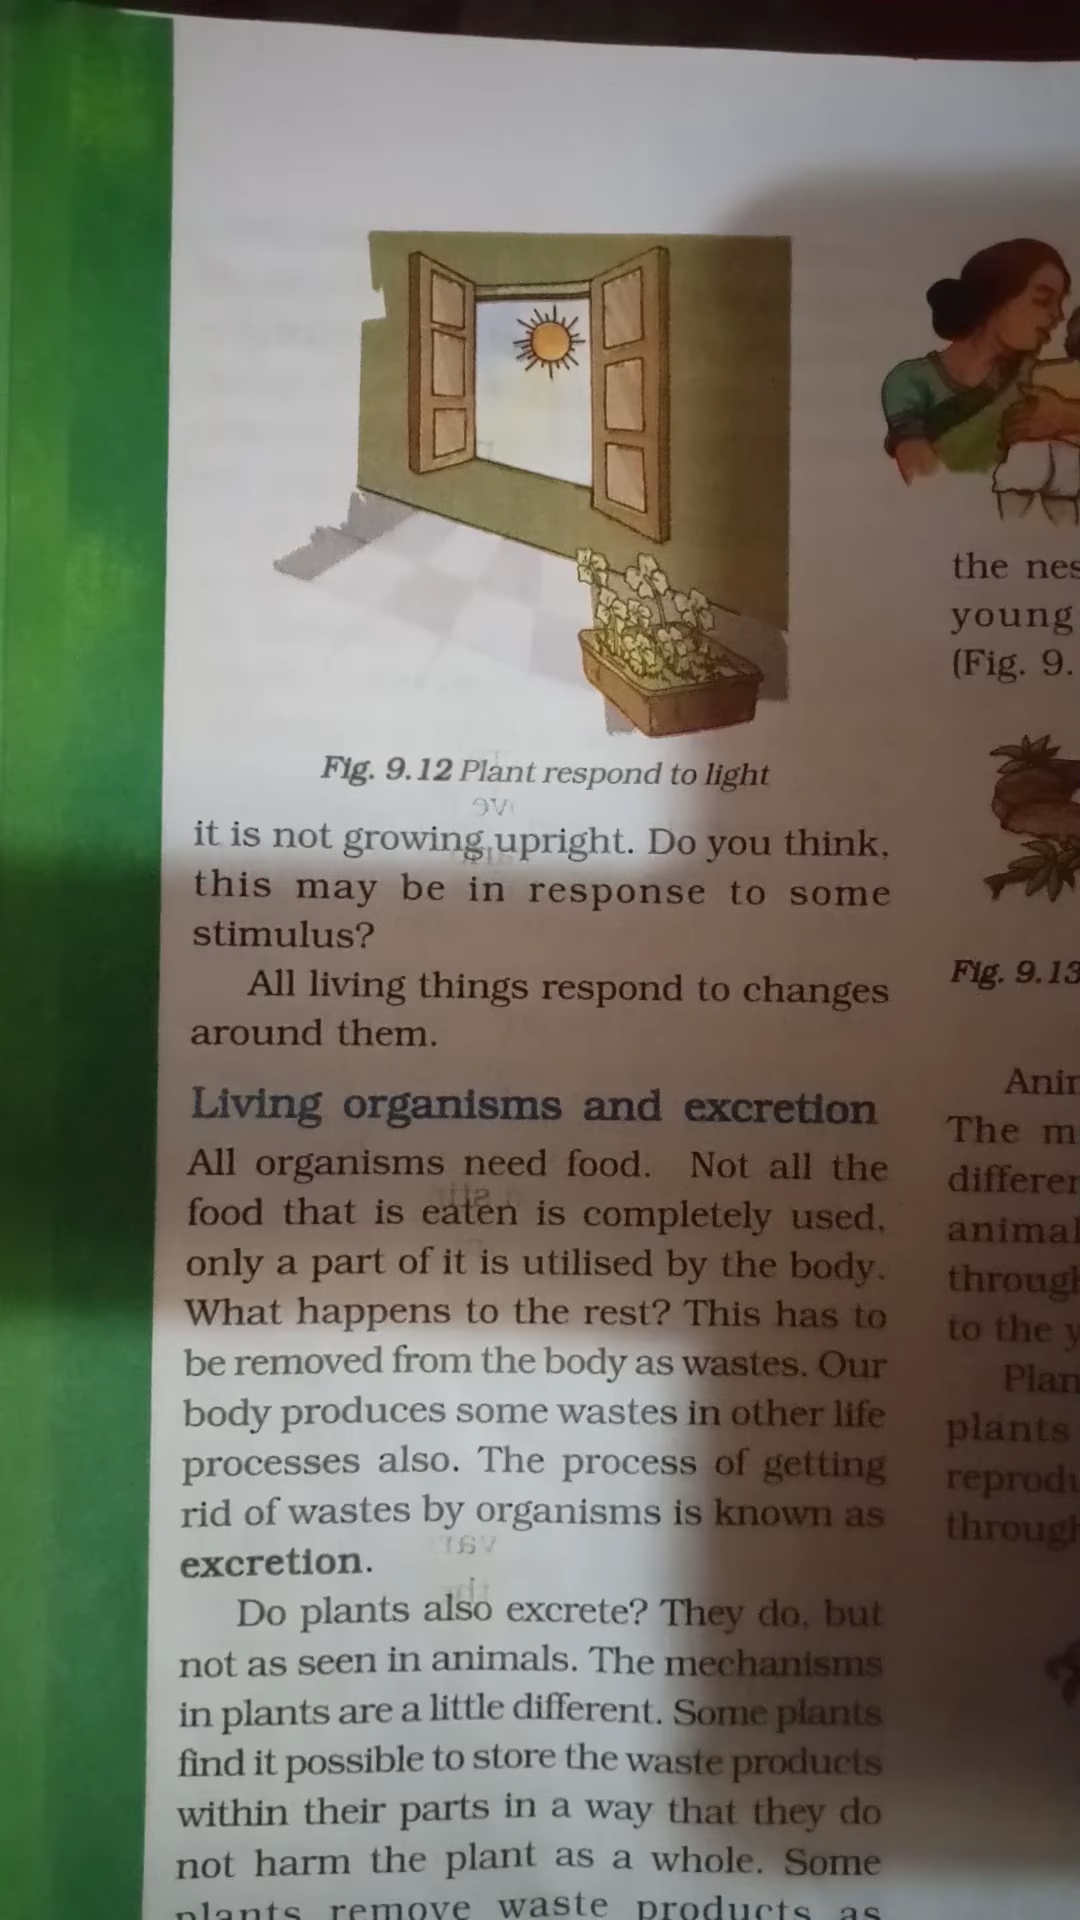 Fig. 9.12 Plant respond to light
it is not growing upright. Do you think,
this may be in response to some
stimulus?
All living things respond to changes
around them.
Living organisms and excretion
All organisms need food. Not all the
food that is eaten is completely used,
only a part of it is utilised by the body.
What happens to the rest? This has to
be removed from the body as wastes. Our
body produces some wastes in other life
processes also. The process of getting
rid of wastes by organisms is known as
excretion.
Do plants also excrete? They do, but
not as seen in animals. The mechanisms
in plants are a little different. Some plants
find it possible to store the waste products
within their parts in a way that they do
not harm the plant as a whole. Some
plants remove waste products as
the
young
(Fig. 9.
Fig. 9.13
The
through
to the
plants
through